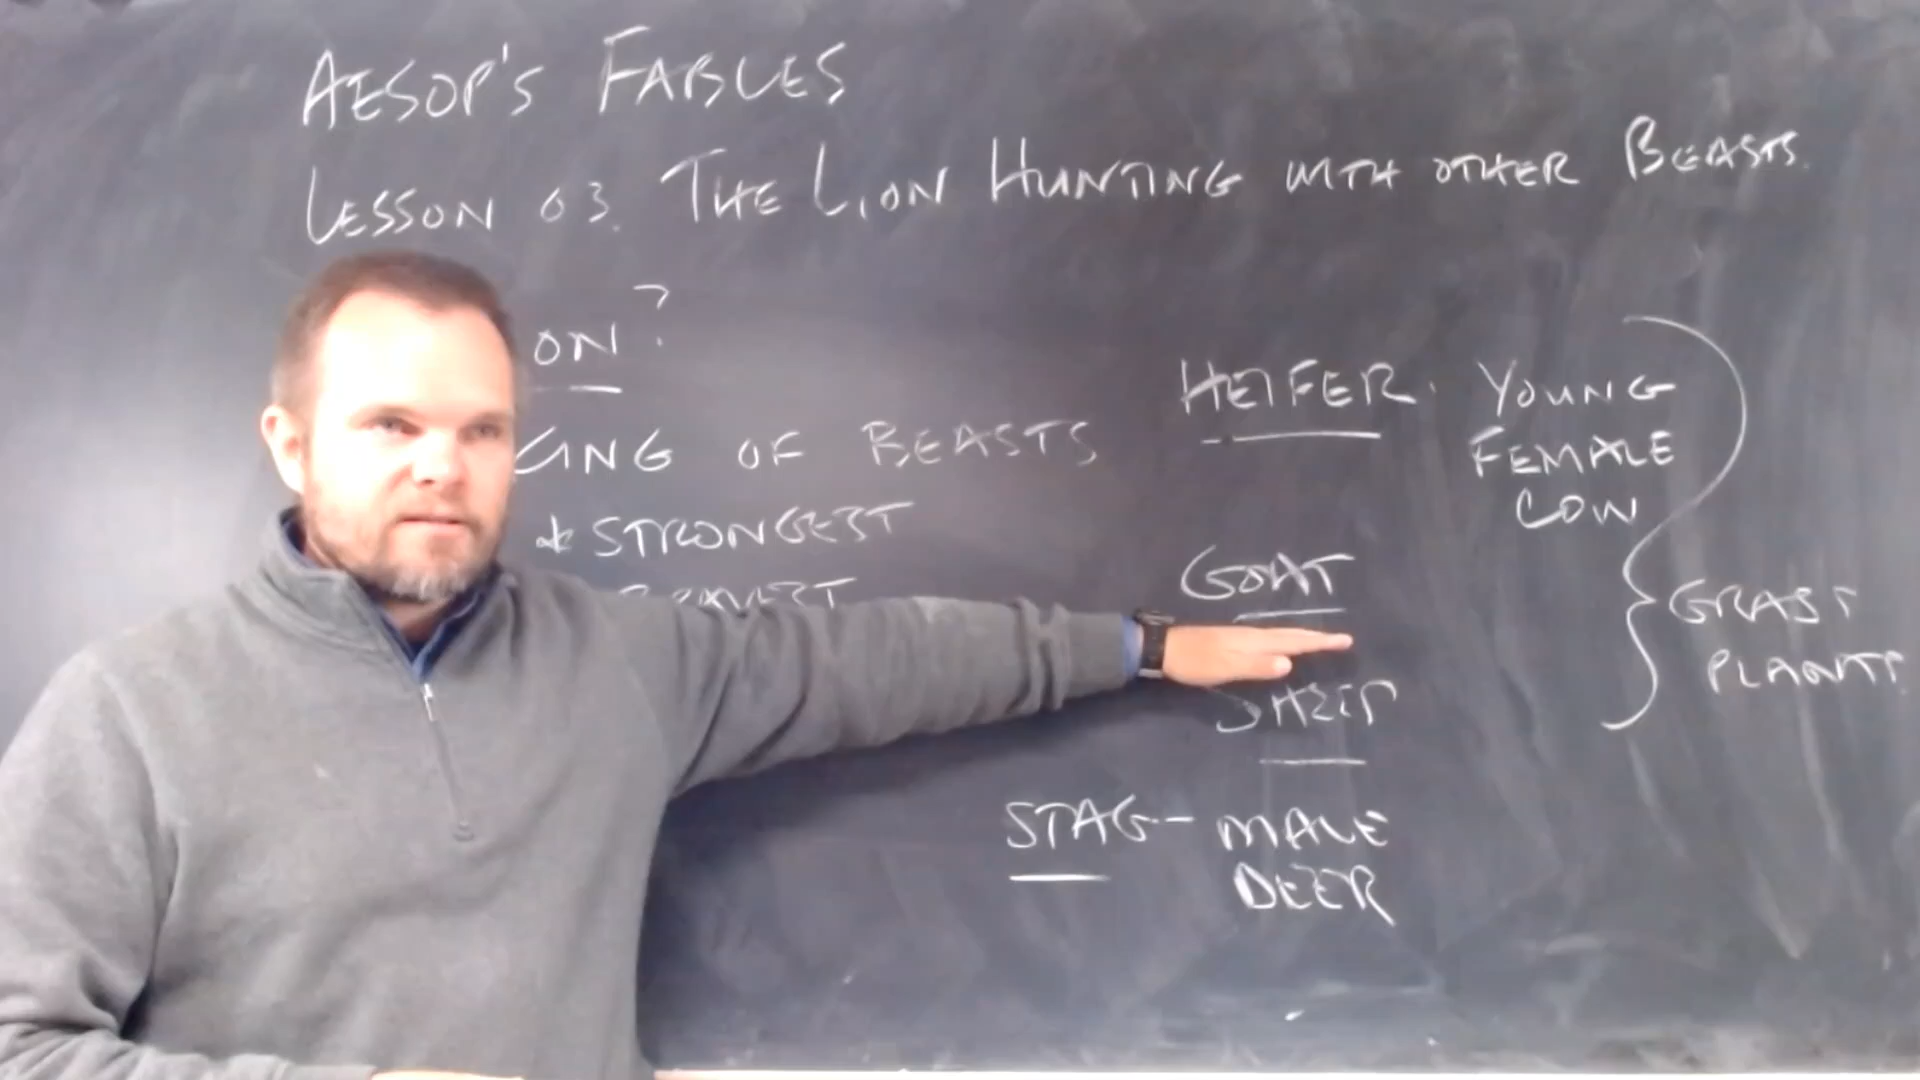 AESOP'S FABLES
LESSON 03. THE LION HUNTING WITH OTHER BEASTS.
ON?
KING OF BEASTS
* STRONGEST
BRAVEST
HEIFER. YOUNG
FEMALE
COW
GOAT
GRASS
PLANTS
SHEEP
STAG - MALE
DEER